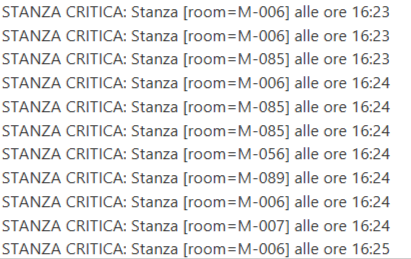 STANZA CRITICA: Stanza [room=M-006] alle ore 16:23
STANZA CRITICA: Stanza [room=M-006] alle ore 16:23
STANZA CRITICA: Stanza [room=M-085] alle ore 16:23
STANZA CRITICA: Stanza [room=M-006] alle ore 16:24
STANZA CRITICA: Stanza [room=M-085] alle ore 16:24
STANZA CRITICA: Stanza [room=M-085] alle ore 16:24
STANZA CRITICA: Stanza [room=M-056] alle ore 16:24
STANZA CRITICA: Stanza [room=M-089] alle ore 16:24
STANZA CRITICA: Stanza [room=M-006] alle ore 16:24
STANZA CRITICA: Stanza [room=M-007] alle ore 16:24
STANZA CRITICA: Stanza [room=M-006] alle ore 16:25